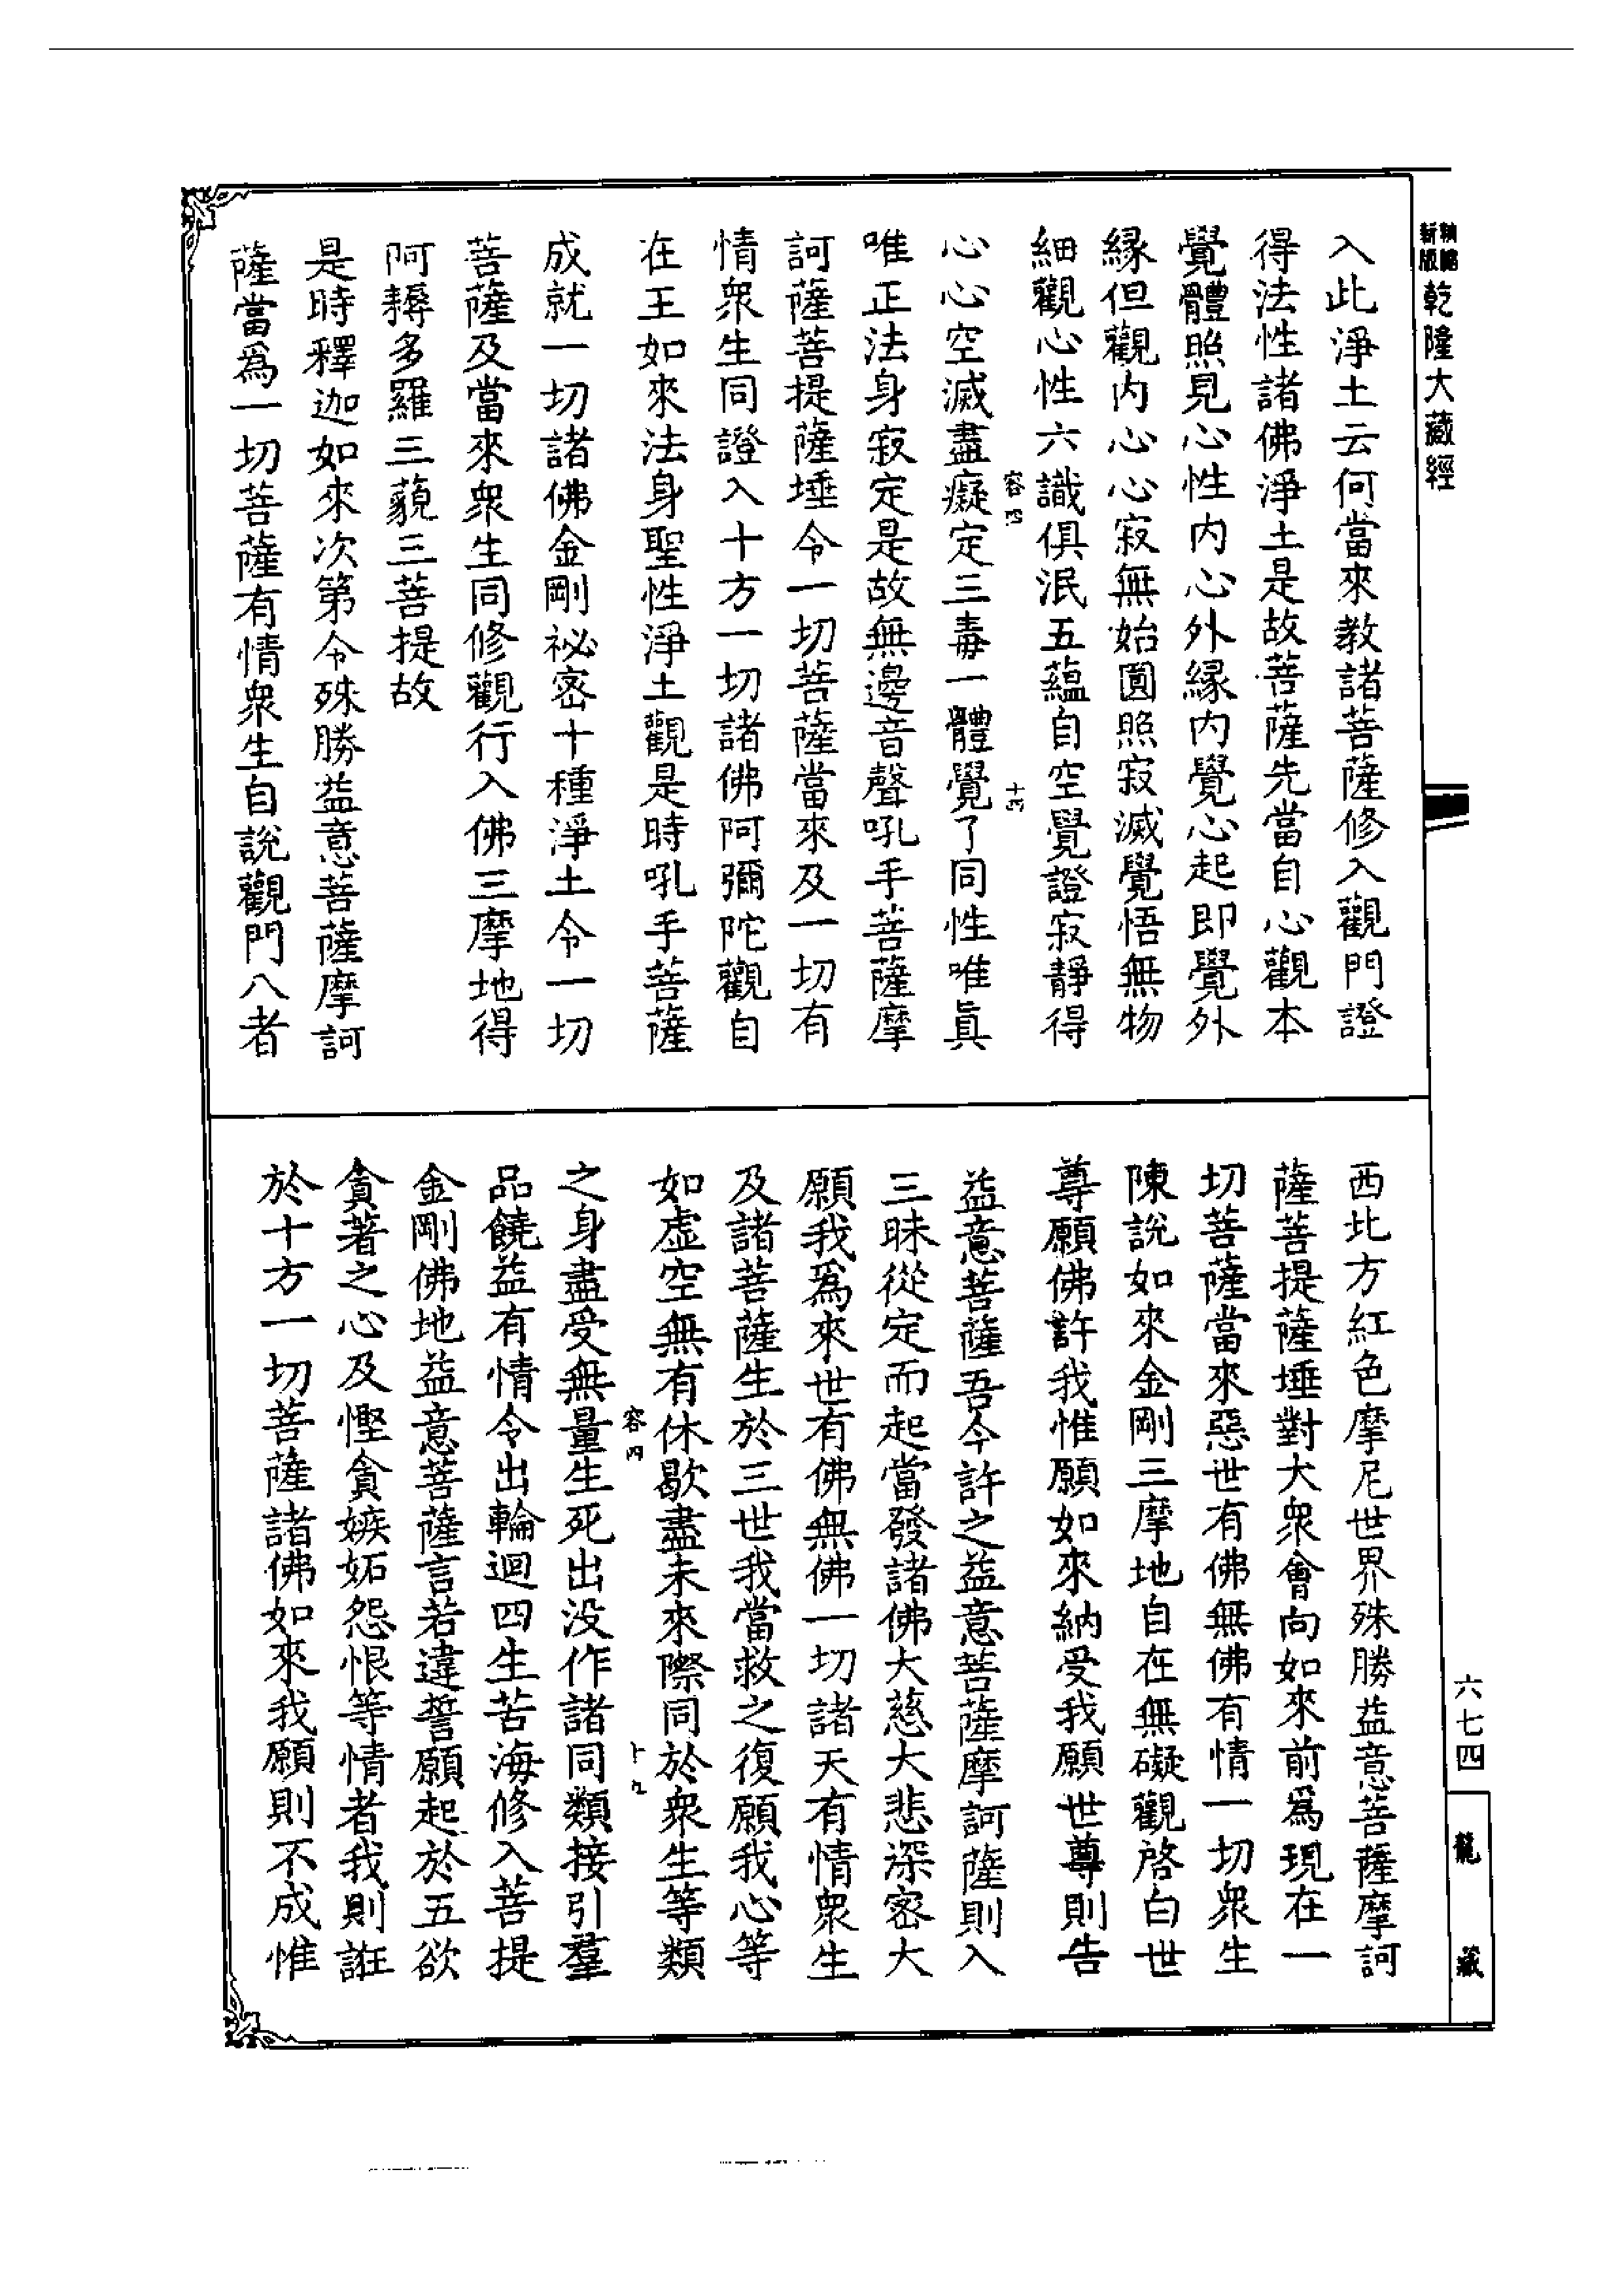 新版乾隆大藏經
入此淨土云何當來教諸菩薩修入觀門證
得法性諸佛淨土是故菩薩先當自心觀本
覺體照見心性內心外緣內覺心起即覺外
緣但觀內心心寂無始圓照寂滅覺悟無物
細觀心性六識俱泯五蘊自空覺證寂靜得
容四 十四
心心空滅盡癡定三毒一體覺了同性唯真
唯正法身寂定是故無邊音聲吼手菩薩摩
訶薩菩提薩埵令一切菩薩當來及一切有
情衆生同證入十方一切諸佛阿彌陀觀自
在王如來法身聖性淨土觀是時吼手菩薩
成就一切諸佛金剛祕密十種淨土令一切
菩薩及當來衆生同修觀行入佛三摩地得
阿耨多羅三藐三菩提故
是時釋迦如來次第令殊勝益意菩薩摩訶
薩當爲一切菩薩有情衆生自說觀門八者
西北方紅色摩尼世界殊勝益意菩薩摩訶
薩菩提薩埵對大衆會向如來前爲現在一
切菩薩當來惡世有佛無佛有情一切衆生
陳說如來金剛三摩地自在無礙觀啓白世
尊願佛許我惟願如來納受我願世尊則告
益意菩薩吾今許之益意菩薩摩訶薩則入
三昧從定而起當發諸佛大慈大悲深密大
願我爲來世有佛無佛一切諸天有情衆生
及諸菩薩生於三世我當救之復願我心等
如虛空無有休歇盡未來際同於衆生等類
容四 十九
之身盡受無量生死出沒作諸同類接引羣
品饒益有情令出輪迴四生苦海修入菩提
金剛佛地益意菩薩言若違誓願起於五欲
貪著之心及慳貪嫉妬怨恨等情者我則誑
於十方一切菩薩諸佛如來我願則不成惟
六七四
龍藏